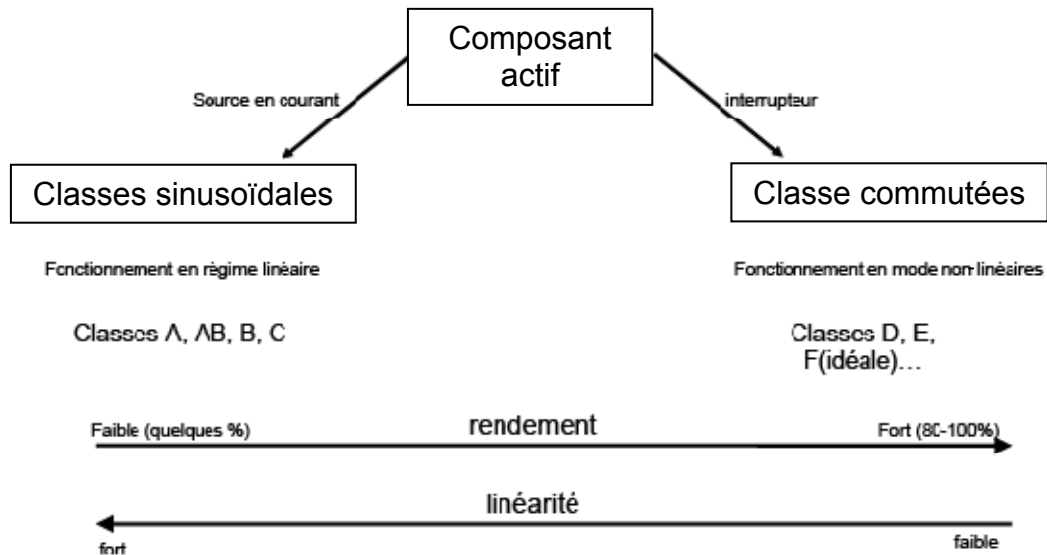 Composant
actif
Source en courant
interrupteur
Classes sinusoïdales
Classe commutées
Fonctionnement en régime linéaire
Fonctionnement en mode non-linéaires
Classes A, AB, B, C
Classes D, E,
F(idéale)...
Faible (quelques %)
rendement
Fort (80-100%)
linéarité
fort
faible